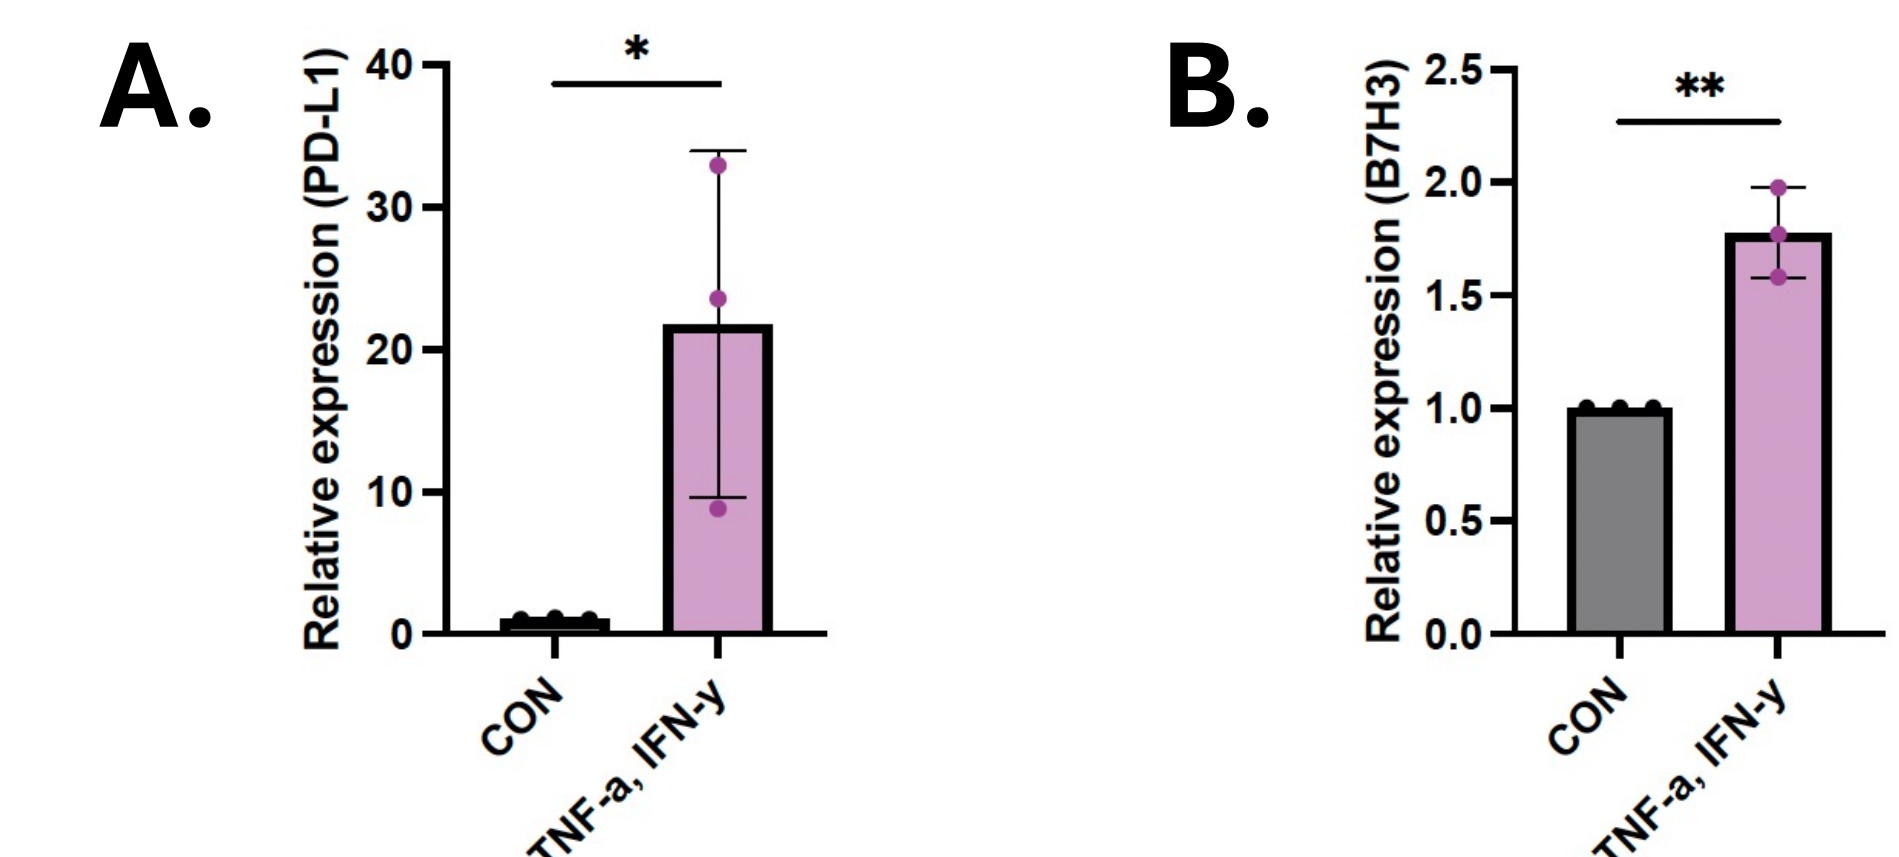 A.
Relative expression (PD-L1)
40
30
20
10
0
*
CON
TNF-a, IFN-y
B.
Relative expression (B7H3)
2.5
2.0
1.5
1.0
0.5
0.0
**
CON
TNF-a, IFN-y